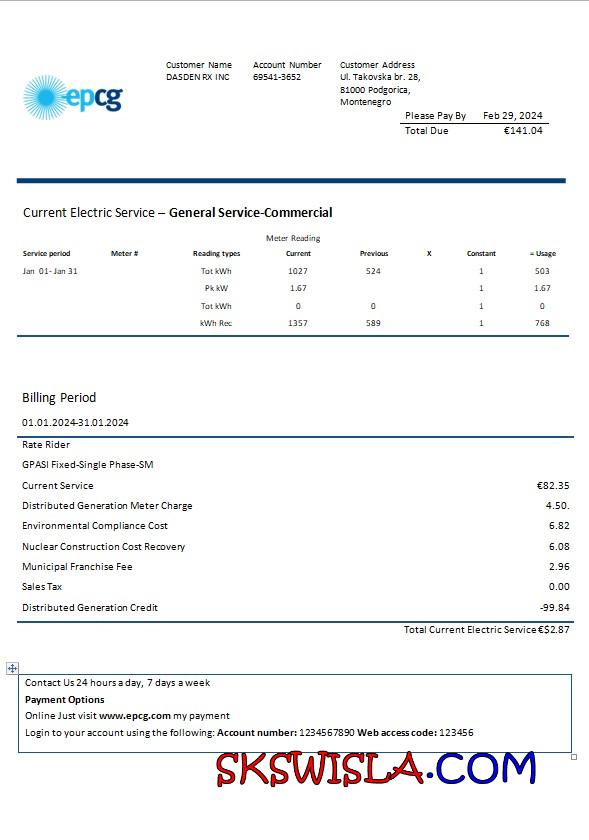 Customer Name Account Number Customer Address
DASDEN RX INC 69541-3652 Ul. Takovska br. 28,
81000 Podgorica,
Montenegro
epcg
Please Pay By Feb 29, 2024
Total Due €141.04
Current Electric Service – General Service-Commercial
Meter Reading
Service period Meter # Reading types Current Previous X Constant = Usage
Jan 01- Jan 31 Tot kWh 1027 524 1 503
Pk kW 1.67 1 1.67
Tot kWh 0 0 1 0
kWh Rec 1357 589 1 768
Billing Period
01.01.2024-31.01.2024
Rate Rider
GPASI Fixed-Single Phase-SM
Current Service €82.35
Distributed Generation Meter Charge 4.50.
Environmental Compliance Cost 6.82
Nuclear Construction Cost Recovery 6.08
Municipal Franchise Fee 2.96
Sales Tax 0.00
Distributed Generation Credit -99.84
Total Current Electric Service €$2.87
Contact Us 24 hours a day, 7 days a week
Payment Options
Online Just visit www.epcg.com my payment
Login to your account using the following: Account number: 1234567890 Web access code: 123456
SKSWISLA.COM